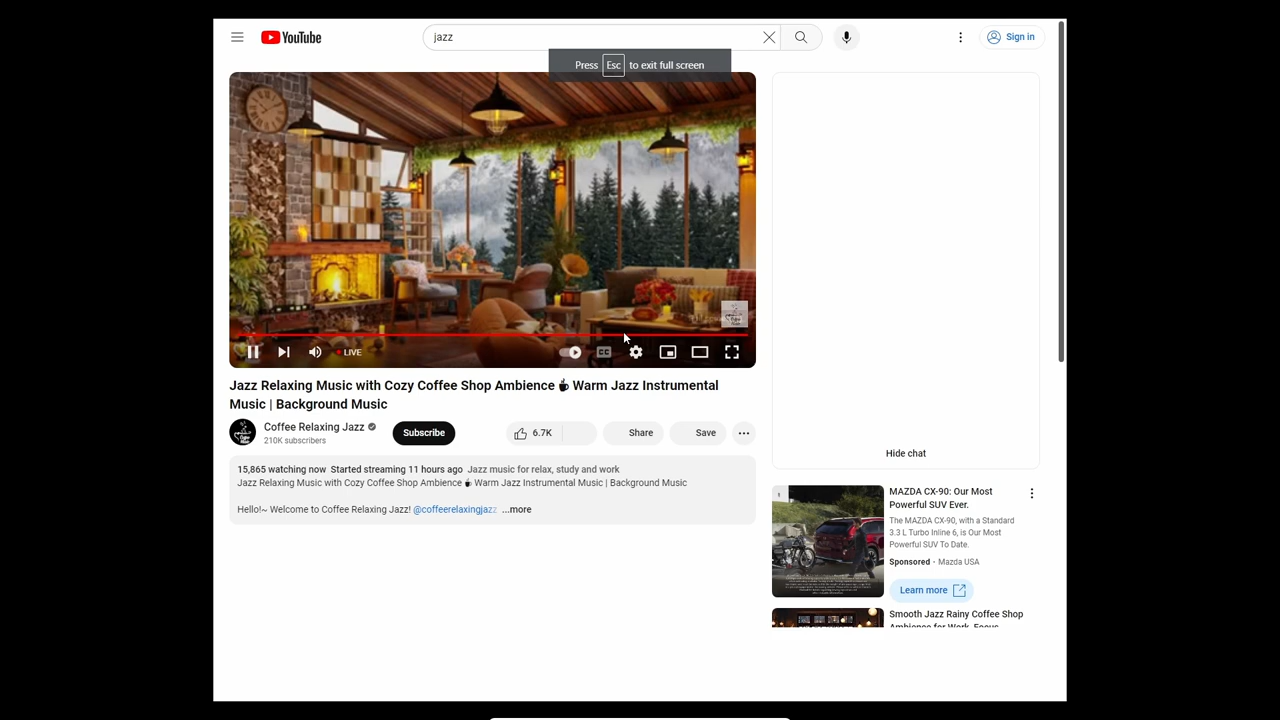 YouTube
jazz
Sign in
Press Esc to exit full screen
LIVE
CC
Jazz Relaxing Music with Cozy Coffee Shop Ambience ☕ Warm Jazz Instrumental
Music | Background Music
Coffee Relaxing Jazz
210K subscribers
Subscribe
6.7K
Share
Save
15,865 watching now Started streaming 11 hours ago Jazz music for relax, study and work
Jazz Relaxing Music with Cozy Coffee Shop Ambience ☕ Warm Jazz Instrumental Music | Background Music
Hello!~ Welcome to Coffee Relaxing Jazz! @coffeerelaxingjazz ...more
Hide chat
MAZDA CX-90: Our Most
Powerful SUV Ever.
The MAZDA CX-90, with a Standard
3.3 L Turbo Inline 6, is Our Most
Powerful SUV To Date.
Sponsored · Mazda USA
Learn more
Smooth Jazz Rainy Coffee Shop
Ambience for Work, Focus